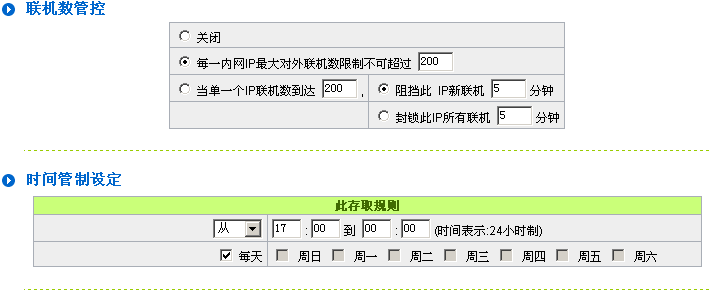 联机数管控
关闭
每一内网IP最大对外联机数限制不可超过 200
当单一个IP联机数到达 200 , 阻挡此 IP新联机 5 分钟
封锁此IP所有联机 5 分钟
时间管制设定
此存取规则
从 17 : 00 到 00 : 00 (时间表示:24小时制)
每天 周日 周一 周二 周三 周四 周五 周六